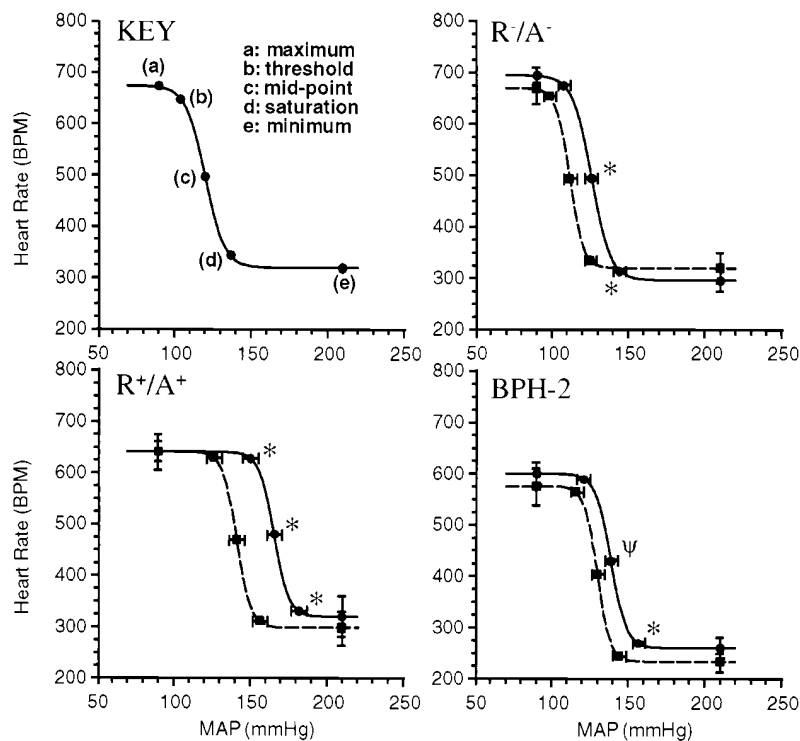 KEY
a: maximum
b: threshold
c: mid-point
d: saturation
e: minimum
(a)
(b)
(c)
(d)
(e)
Heart Rate (BPM)
800
700
600
500
400
300
200
50 100 150 200 250
R⁻/A⁻
800
700
600
500
400
300
200
50 100 150 200 250
*
*
R⁺/A⁺
Heart Rate (BPM)
800
700
600
500
400
300
200
50 100 150 200 250
MAP (mmHg)
*
*
*
BPH-2
800
700
600
500
400
300
200
50 100 150 200 250
MAP (mmHg)
ψ
*